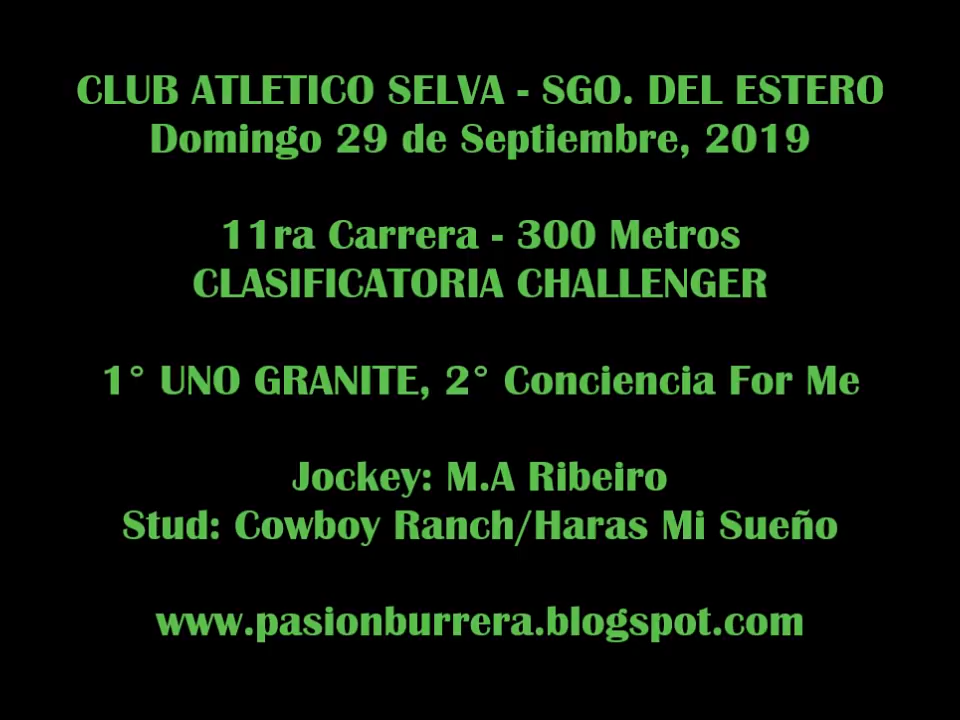 CLUB ATLETICO SELVA - SGO. DEL ESTERO
Domingo 29 de Septiembre, 2019
11ra Carrera - 300 Metros
CLASIFICATORIA CHALLENGER
1° UNO GRANITE, 2° Conciencia For Me
Jockey: M.A Ribeiro
Stud: Cowboy Ranch/Haras Mi Sueño
www.pasionburrera.blogspot.com